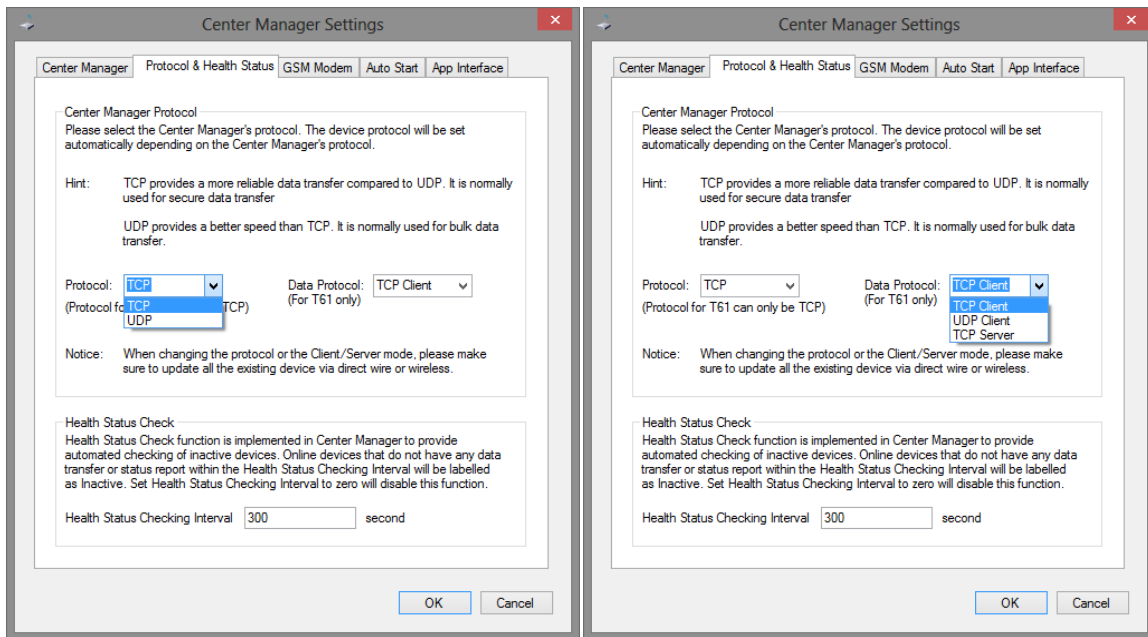 Center Manager Settings
Center Manager Protocol & Health Status GSM Modem Auto Start App Interface
Center Manager Protocol
Please select the Center Manager's protocol. The device protocol will be set
automatically depending on the Center Manager's protocol.
Hint: TCP provides a more reliable data transfer compared to UDP. It is normally
used for secure data transfer
UDP provides a better speed than TCP. It is normally used for bulk data
transfer.
Protocol: TCP Data Protocol: TCP Client
(For T61 only)
(Protocol fo TCP TCP)
UDP
Notice: When changing the protocol or the Client/Server mode, please make
sure to update all the existing device via direct wire or wireless.
Health Status Check
Health Status Check function is implemented in Center Manager to provide
automated checking of inactive devices. Online devices that do not have any data
transfer or status report within the Health Status Checking Interval will be labelled
as Inactive. Set Health Status Checking Interval to zero will disable this function.
Health Status Checking Interval 300 second
OK Cancel
Center Manager Settings
Center Manager Protocol & Health Status GSM Modem Auto Start App Interface
Center Manager Protocol
Please select the Center Manager's protocol. The device protocol will be set
automatically depending on the Center Manager's protocol.
Hint: TCP provides a more reliable data transfer compared to UDP. It is normally
used for secure data transfer
UDP provides a better speed than TCP. It is normally used for bulk data
transfer.
Protocol: TCP Data Protocol: TCP Client
(For T61 only)
(Protocol for T61 can only be TCP) TCP Client
UDP Client
TCP Server
Notice: When changing the protocol or the Client/Server mode, please make
sure to update all the existing device via direct wire or wireless.
Health Status Check
Health Status Check function is implemented in Center Manager to provide
automated checking of inactive devices. Online devices that do not have any data
transfer or status report within the Health Status Checking Interval will be labelled
as Inactive. Set Health Status Checking Interval to zero will disable this function.
Health Status Checking Interval 300 second
OK Cancel